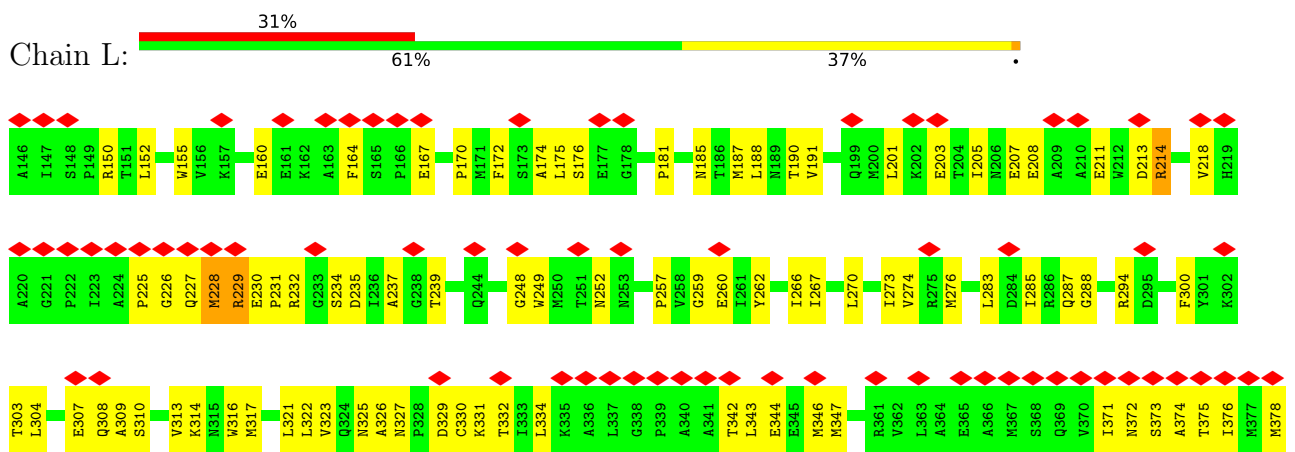 31%
Chain L:
61% 37% •
A146 I147 S148 P149 R150 T151 L152 W155 V156 K157 E160 E161 K162 A163 F164 S165 P166 E167 P170 M171 F172 S173 A174 L175 S176 E177 G178 P181 N185 T186 M187 L188 N189 T190 V191 Q199 M200 L201 K202 E203 T204 I205 N206 E207 E208 A209 A210 E211 W212 D213 R214 V218 H219
A220 G221 P222 I223 A224 P225 G226 Q227 M228 R229 E230 P231 R232 G233 S234 D235 I236 A237 G238 T239 Q244 G248 W249 M250 T251 N252 N253 P257 V258 G259 E260 I261 Y262 I266 I267 L270 I273 V274 R275 M276 L283 D284 I285 R286 Q287 G288 R294 D295 F300 Y301 K302
T303 L304 E307 Q308 A309 S310 V313 K314 N315 W316 M317 L321 L322 V323 Q324 N325 A326 N327 P328 D329 C330 K331 T332 I333 L334 K335 A336 L337 G338 P339 A340 A341 T342 L343 E344 E345 M346 M347 R361 V362 L363 A364 E365 A366 M367 S368 Q369 V370 I371 N372 S373 A374 T375 I376 M377 M378